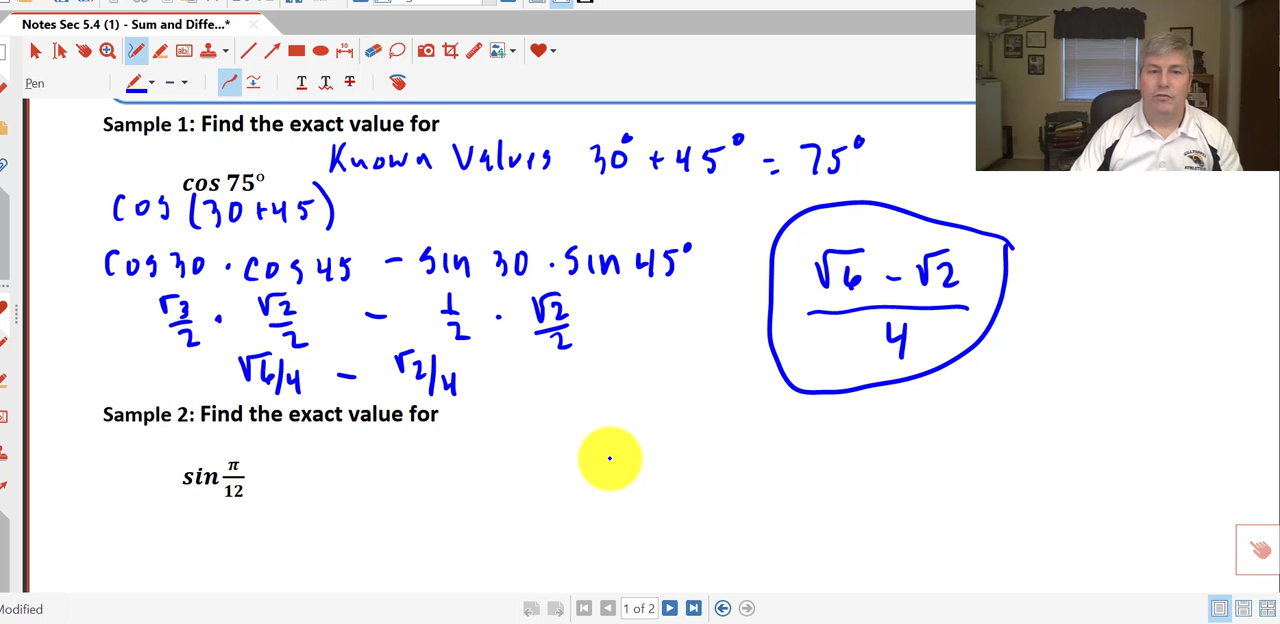 Notes Sec 5.4 (1) - Sum and Diffe...*
Pen
Sample 1: Find the exact value for
Known Values 30° + 45° = 75°
cos 75°
cos (30+45)
cos 30 · cos 45 - sin 30 · sin 45°
√3/2 · √2/2 - 1/2 · √2/2
√6/4 - √2/4
√6 - √2
4
Sample 2: Find the exact value for
sin π/12
1 of 2
Modified